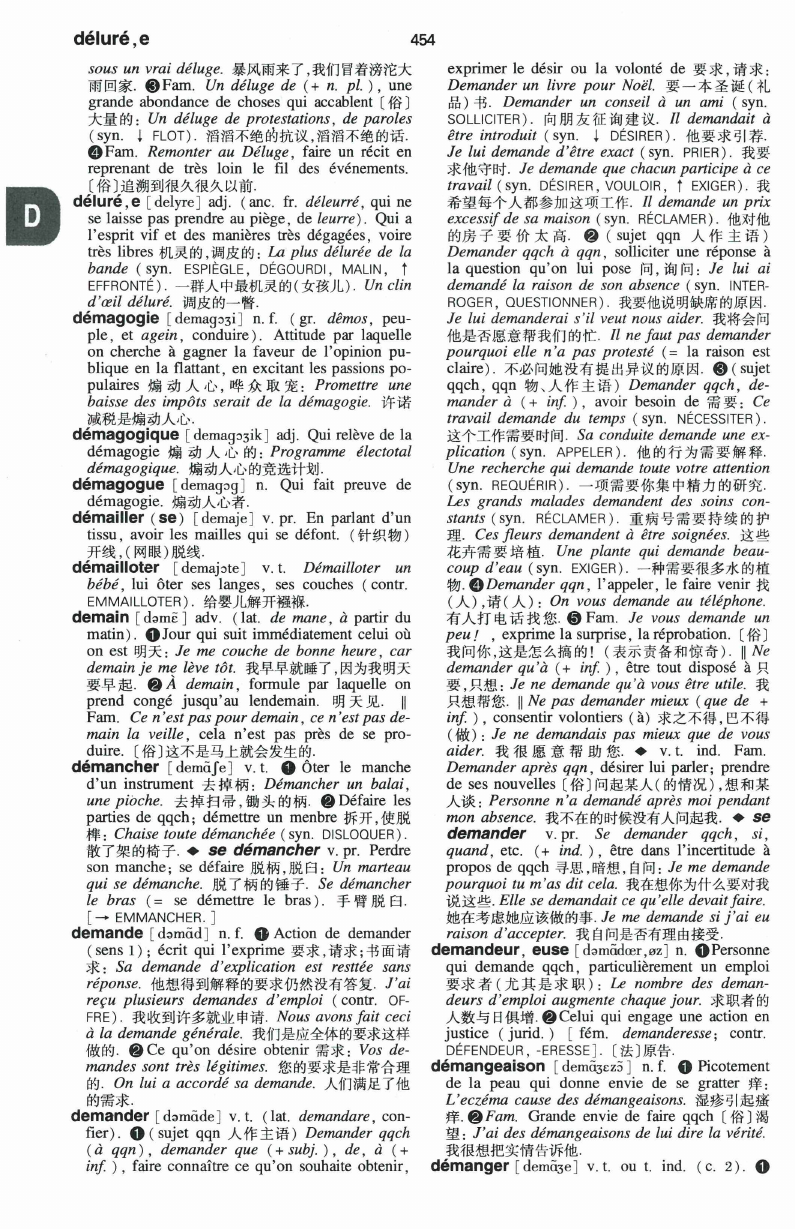 déluré,e
454
sous un vrai déluge. 暴风雨来了,我们冒着滂沱大
雨回家. ❸Fam. Un déluge de (+ n. pl.), une
grande abondance de choses qui accablent〔俗〕
大量的: Un déluge de protestations, de paroles
(syn. ↓ FLOT). 滔滔不绝的抗议,滔滔不绝的话.
❹Fam. Remonter au Déluge, faire un récit en
reprenant de très loin le fil des événements.
〔俗〕追溯到很久很久以前.
D
déluré,e [delyre] adj. (anc. fr. déleurré, qui ne
se laisse pas prendre au piège, de leurre). Qui a
l'esprit vif et des manières très dégagées, voire
très libres 机灵的,调皮的: La plus délurée de la
bande (syn. ESPIÈGLE, DÉGOURDI, MALIN, ↑
EFFRONTÉ). 一群人中最机灵的(女孩儿). Un clin
d'œil déluré. 调皮的一瞥.
démagogie [demagɔʒi] n.f. (gr. dêmos, peu-
ple, et agein, conduire). Attitude par laquelle
on cherche à gagner la faveur de l'opinion pu-
blique en la flattant, en excitant les passions po-
pulaires 煽动人心,哗众取宠: Promettre une
baisse des impôts serait de la démagogie. 许诺
减税是煽动人心.
démagogique [demagɔʒik] adj. Qui relève de la
démagogie 煽动人心的: Programme électotal
démagogique. 煽动人心的竞选计划.
démagogue [demagɔg] n. Qui fait preuve de
démagogie. 煽动人心者.
démailler (se) [demaje] v. pr. En parlant d'un
tissu, avoir les mailles qui se défont. (针织物)
开线,(网眼)脱线.
démailloter [demajɔte] v.t. Démailloter un
bébé, lui ôter ses langes, ses couches (contr.
EMMAILLOTER). 给婴儿解开襁褓.
demain [dəmɛ̃] adv. (lat. de mane, à partir du
matin). ❶Jour qui suit immédiatement celui où
on est 明天: Je me couche de bonne heure, car
demain je me lève tôt. 我早早就睡了,因为我明天
要早起. ❷À demain, formule par laquelle on
prend congé jusqu'au lendemain. 明天见. ‖
Fam. Ce n'est pas pour demain, ce n'est pas de-
main la veille, cela n'est pas près de se pro-
duire.〔俗〕这不是马上就会发生的.
démancher [demɑ̃ʃe] v.t. ❶ Ôter le manche
d'un instrument 去掉柄: Démancher un balai,
une pioche. 去掉扫帚,锄头的柄. ❷Défaire les
parties de qqch; démettre un menbre 拆开,使脱
榫: Chaise toute démanchée (syn. DISLOQUER).
散了架的椅子. ◆ se démancher v. pr. Perdre
son manche; se défaire 脱柄,脱臼: Un marteau
qui se démanche. 脱了柄的锤子. Se démancher
le bras (= se démettre le bras). 手臂脱臼.
[→ EMMANCHER.]
demande [dəmɑ̃d] n.f. ❶Action de demander
(sens 1); écrit qui l'exprime 要求,请求;书面请
求: Sa demande d'explication est resttée sans
réponse. 他想得到解释的要求仍然没有答复. J'ai
reçu plusieurs demandes d'emploi (contr. OF-
FRE). 我收到许多就业申请. Nous avons fait ceci
à la demande générale. 我们是应全体的要求这样
做的. ❷Ce qu'on désire obtenir 需求: Vos de-
mandes sont très légitimes. 您的要求是非常合理
的. On lui a accordé sa demande. 人们满足了他
的需求.
demander [dəmɑ̃de] v.t. (lat. demandare, con-
fier). ❶(sujet qqn 人作主语) Demander qqch
(à qqn), demander que (+ subj.), de, à (+
inf.), faire connaître ce qu'on souhaite obtenir,
exprimer le désir ou la volonté de 要求,请求:
Demander un livre pour Noël. 要一本圣诞(礼
品)书. Demander un conseil à un ami (syn.
SOLLICITER). 向朋友征询建议. Il demandait à
être introduit (syn. ↓ DÉSIRER). 他要求引荐.
Je lui demande d'être exact (syn. PRIER). 我要
求他守时. Je demande que chacun participe à ce
travail (syn. DÉSIRER, VOULOIR, ↑ EXIGER). 我
希望每个人都参加这项工作. Il demande un prix
excessif de sa maison (syn. RÉCLAMER). 他对他
的房子要价太高. ❷(sujet qqn 人作主语)
Demander qqch à qqn, solliciter une réponse à
la question qu'on lui pose 问,询问: Je lui ai
demandé la raison de son absence (syn. INTER-
ROGER, QUESTIONNER). 我要他说明缺席的原因.
Je lui demanderai s'il veut nous aider. 我将会问
他是否愿意帮我们的忙. Il ne faut pas demander
pourquoi elle n'a pas protesté (= la raison est
claire). 不必问她没有提出异议的原因. ❸(sujet
qqch, qqn 物、人作主语) Demander qqch, de-
mander à (+ inf.), avoir besoin de 需要: Ce
travail demande du temps (syn. NÉCESSITER).
这个工作需要时间. Sa conduite demande une ex-
plication (syn. APPELER). 他的行为需要解释.
Une recherche qui demande toute votre attention
(syn. REQUÉRIR). 一项需要你集中精力的研究.
Les grands malades demandent des soins con-
stants (syn. RÉCLAMER). 重病号需要持续的护
理. Ces fleurs demandent à être soignées. 这些
花卉需要培植. Une plante qui demande beau-
coup d'eau (syn. EXIGER). 一种需要很多水的植
物. ❹Demander qqn, l'appeler, le faire venir 找
(人),请(人): On vous demande au téléphone.
有人打电话找您. ❺Fam. Je vous demande un
peu!, exprime la surprise, la réprobation.〔俗〕
我问你,这是怎么搞的! (表示责备和惊奇). ‖ Ne
demander qu'à (+ inf.), être tout disposé à 只
要,只想: Je ne demande qu'à vous être utile. 我
只想帮您. ‖ Ne pas demander mieux (que de +
inf.), consentir volontiers (à) 求之不得,巴不得
(做): Je ne demandais pas mieux que de vous
aider. 我很愿意帮助您. ◆ v.t. ind. Fam.
Demander après qqn, désirer lui parler; prendre
de ses nouvelles〔俗〕问起某人(的情况),想和某
人谈: Personne n'a demandé après moi pendant
mon absence. 我不在的时候没有人问起我. ◆ se
demander v.pr. Se demander qqch, si,
quand, etc. (+ ind.), être dans l'incertitude à
propos de qqch 寻思,暗想,自问: Je me demande
pourquoi tu m'as dit cela. 我在想你为什么要对我
说这些. Elle se demandait ce qu'elle devait faire.
她在考虑她应该做的事. Je me demande si j'ai eu
raison d'accepter. 我自问是否有理由接受.
demandeur, euse [dəmɑ̃dœr,øz] n. ❶Personne
qui demande qqch, particulièrement un emploi
要求者(尤其是求职): Le nombre des deman-
deurs d'emploi augmente chaque jour. 求职者的
人数与日俱增. ❷Celui qui engage une action en
justice (jurid.) [fém. demanderesse; contr.
DÉFENDEUR, -ERESSE].〔法〕原告.
démangeaison [demɑ̃ʒɛzɔ̃] n.f. ❶ Picotement
de la peau qui donne envie de se gratter 痒:
L'eczéma cause des démangeaisons. 湿疹引起瘙
痒. ❷Fam. Grande envie de faire qqch〔俗〕渴
望: J'ai des démangeaisons de lui dire la vérité.
我很想把实情告诉他.
démanger [demɑ̃ʒe] v.t. ou t. ind. (c. 2). ❶